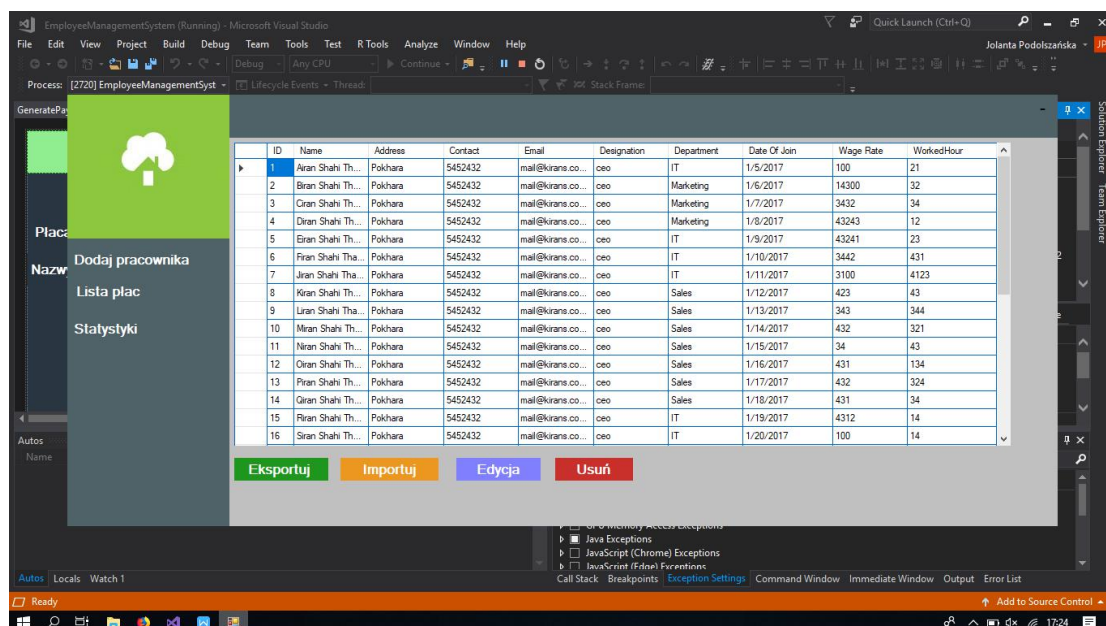 EmployeeManagementSystem (Running) - Microsoft Visual Studio
Quick Launch (Ctrl+Q)
File Edit View Project Build Debug Team Tools Test R Tools Analyze Window Help
Jolanta Podolszańska JP
Debug Any CPU Continue
Process: [2720] EmployeeManagementSyst Lifecycle Events Thread: Stack Frame:
GeneratePa
Solution Explorer
Team Explorer
ID Name Address Contact Email Designation Department Date Of Join Wage Rate WorkedHour
1 Airan Shahi Th... Pokhara 5452432 mail@kirans.co... ceo IT 1/5/2017 100 21
2 Biran Shahi Th... Pokhara 5452432 mail@kirans.co... ceo Marketing 1/6/2017 14300 32
3 Ciran Shahi Th... Pokhara 5452432 mail@kirans.co... ceo Marketing 1/7/2017 3432 34
4 Diran Shahi Th... Pokhara 5452432 mail@kirans.co... ceo Marketing 1/8/2017 43243 12
5 Eiran Shahi Th... Pokhara 5452432 mail@kirans.co... ceo IT 1/9/2017 43241 23
6 Firan Shahi Tha... Pokhara 5452432 mail@kirans.co... ceo IT 1/10/2017 3442 431
7 Jiran Shahi Tha... Pokhara 5452432 mail@kirans.co... ceo IT 1/11/2017 3100 4123
8 Kiran Shahi Th... Pokhara 5452432 mail@kirans.co... ceo Sales 1/12/2017 423 43
9 Liran Shahi Tha... Pokhara 5452432 mail@kirans.co... ceo Sales 1/13/2017 343 344
10 Miran Shahi Th... Pokhara 5452432 mail@kirans.co... ceo Sales 1/14/2017 432 321
11 Niran Shahi Th... Pokhara 5452432 mail@kirans.co... ceo Sales 1/15/2017 34 43
12 Oiran Shahi Th... Pokhara 5452432 mail@kirans.co... ceo Sales 1/16/2017 431 134
13 Piran Shahi Th... Pokhara 5452432 mail@kirans.co... ceo Sales 1/17/2017 432 324
14 Qiran Shahi Th... Pokhara 5452432 mail@kirans.co... ceo Sales 1/18/2017 431 34
15 Riran Shahi Th... Pokhara 5452432 mail@kirans.co... ceo IT 1/19/2017 4312 14
16 Siran Shahi Th... Pokhara 5452432 mail@kirans.co... ceo IT 1/20/2017 100 14
Płaca
Nazw
Dodaj pracownika
Lista płac
Statystyki
Autos
Name
Eksportuj Importuj Edycja Usuń
GPU Memory Access Exceptions
Java Exceptions
JavaScript (Chrome) Exceptions
JavaScript (Edge) Exceptions
Autos Locals Watch 1
Call Stack Breakpoints Exception Settings Command Window Immediate Window Output Error List
Ready
Add to Source Control
17:24